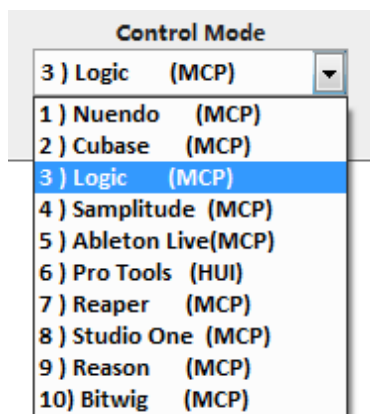 Control Mode
3 ) Logic (MCP)
1 ) Nuendo (MCP)
2 ) Cubase (MCP)
3 ) Logic (MCP)
4 ) Samplitude (MCP)
5 ) Ableton Live(MCP)
6 ) Pro Tools (HUI)
7 ) Reaper (MCP)
8 ) Studio One (MCP)
9 ) Reason (MCP)
10) Bitwig (MCP)